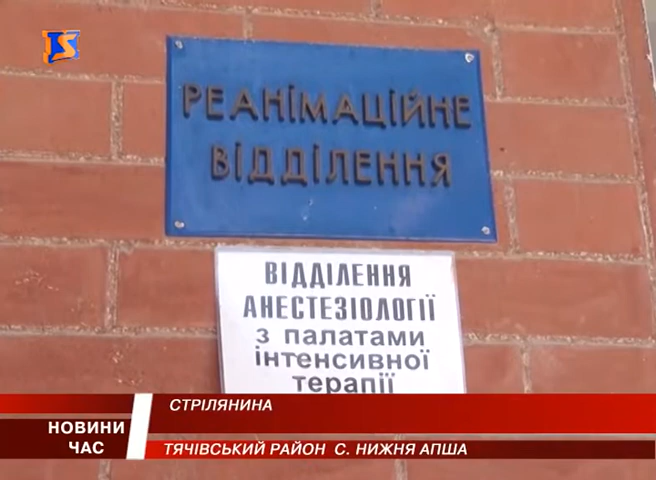 РЕАНІМАЦІЙНЕ
ВІДДІЛЕННЯ
ВІДДІЛЕННЯ
АНЕСТЕЗІОЛОГІЇ
з палатами
інтенсивної
терапії
СТРІЛЯНИНА
НОВИНИ
ЧАС
ТЯЧІВСЬКИЙ РАЙОН С. НИЖНЯ АПША